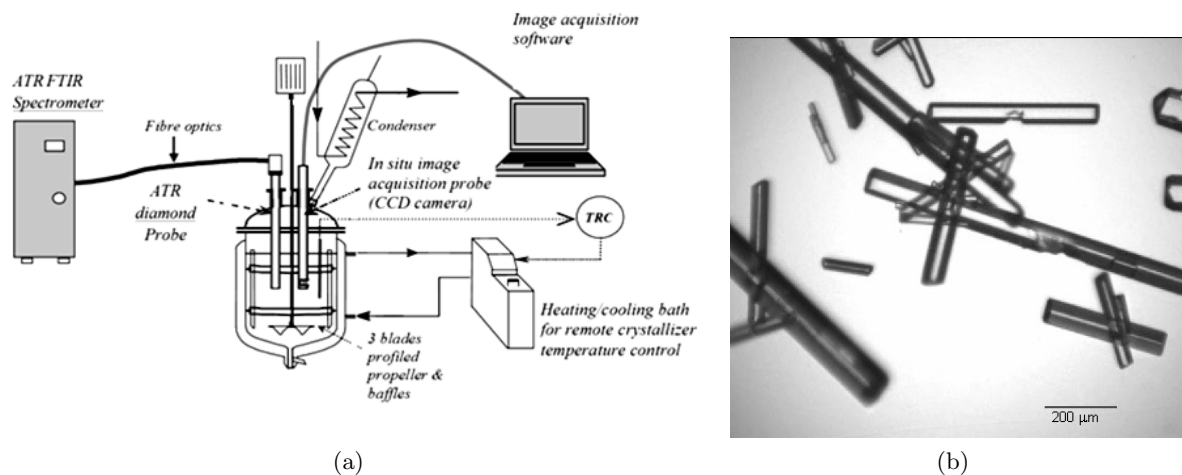 Image acquisition
software
ATR FTIR
Spectrometer
Fibre optics
Condenser
In situ image
acquisition probe
(CCD camera)
ATR
diamond
Probe
TRC
Heating/cooling bath
for remote crystallizer
temperature control
3 blades
profiled
propeller &
baffles
200 µm
(a)
(b)